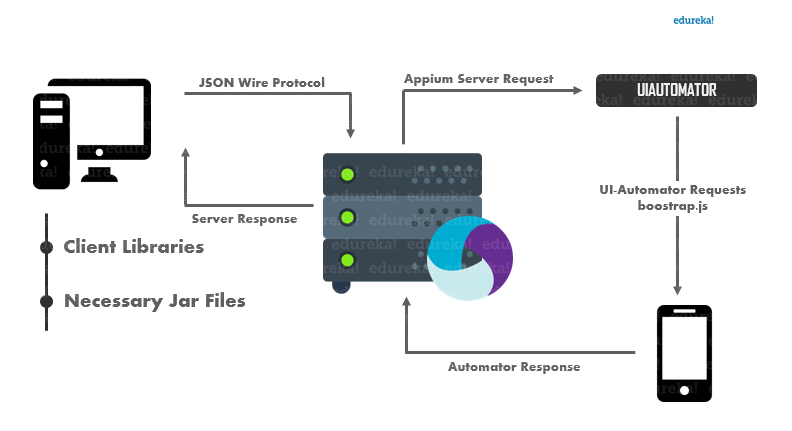 edureka!
JSON Wire Protocol
Appium Server Request
UIAUTOMATOR
UI-Automator Requests
boostrap.js
Server Response
Client Libraries
Necessary Jar Files
Automator Response